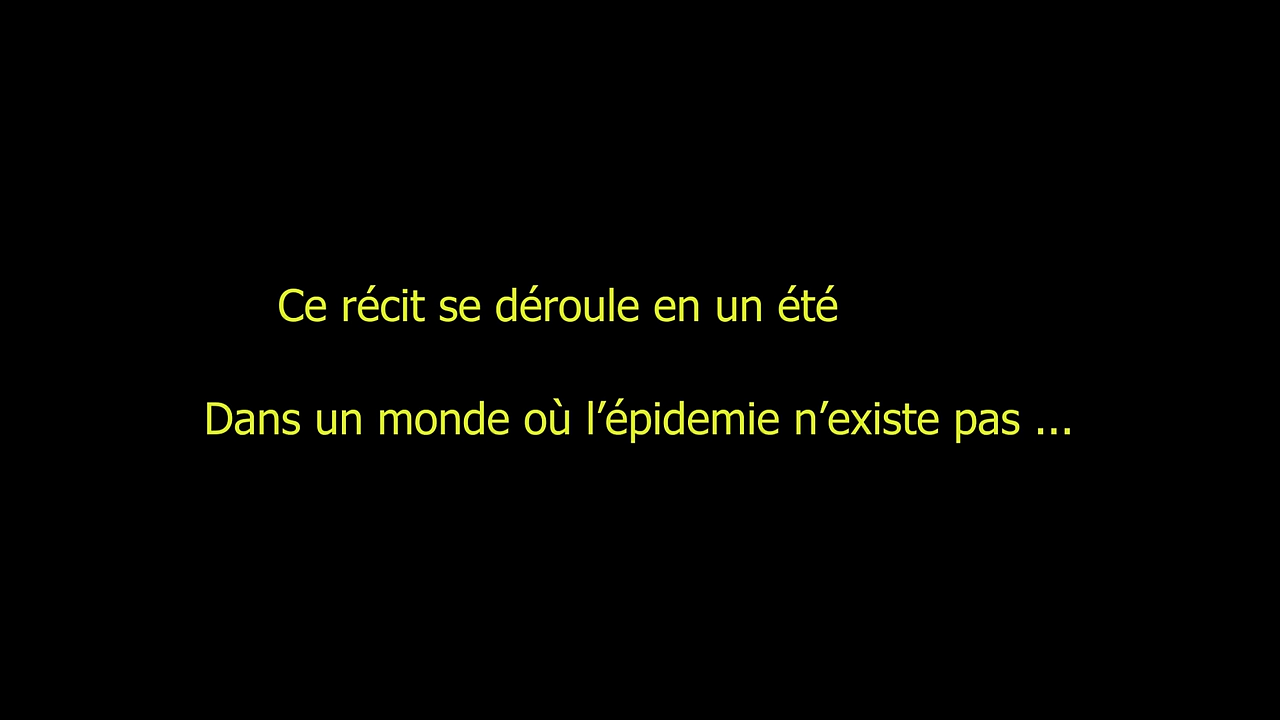 Ce récit se déroule en un été
Dans un monde où l’épidemie n’existe pas ...